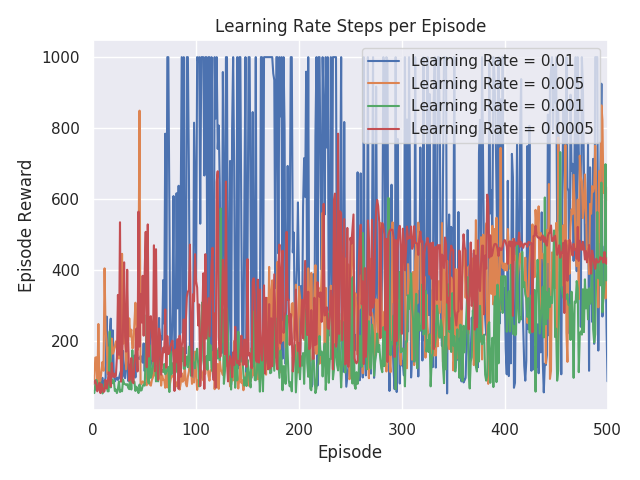 Learning Rate Steps per Episode
Learning Rate = 0.01
Learning Rate = 0.005
Learning Rate = 0.001
Learning Rate = 0.0005
Episode Reward
1000
800
600
400
200
0 100 200 300 400 500
Episode